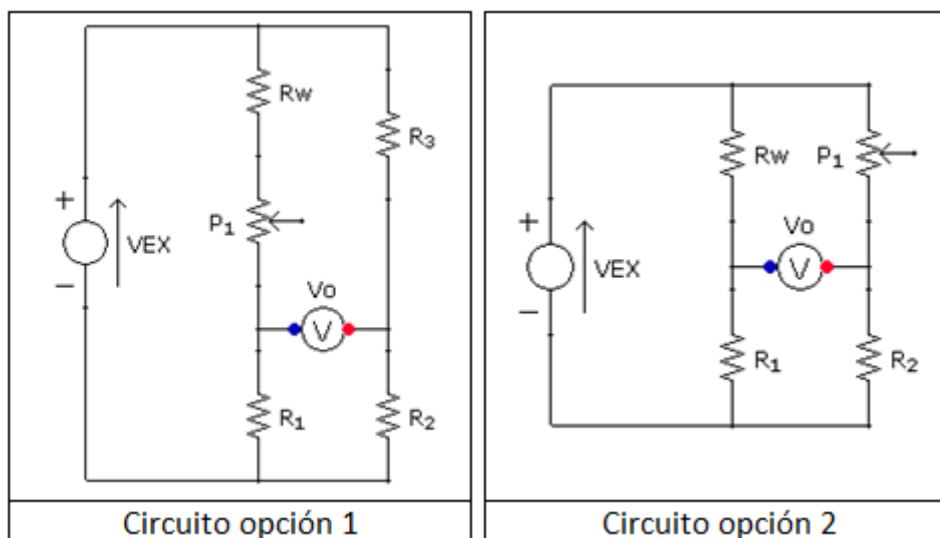 Rw
R3
+
P1
VEX
−
Vo
V
R1
R2
Circuito opción 1
Rw
P1
+
Vo
VEX
V
−
R1
R2
Circuito opción 2